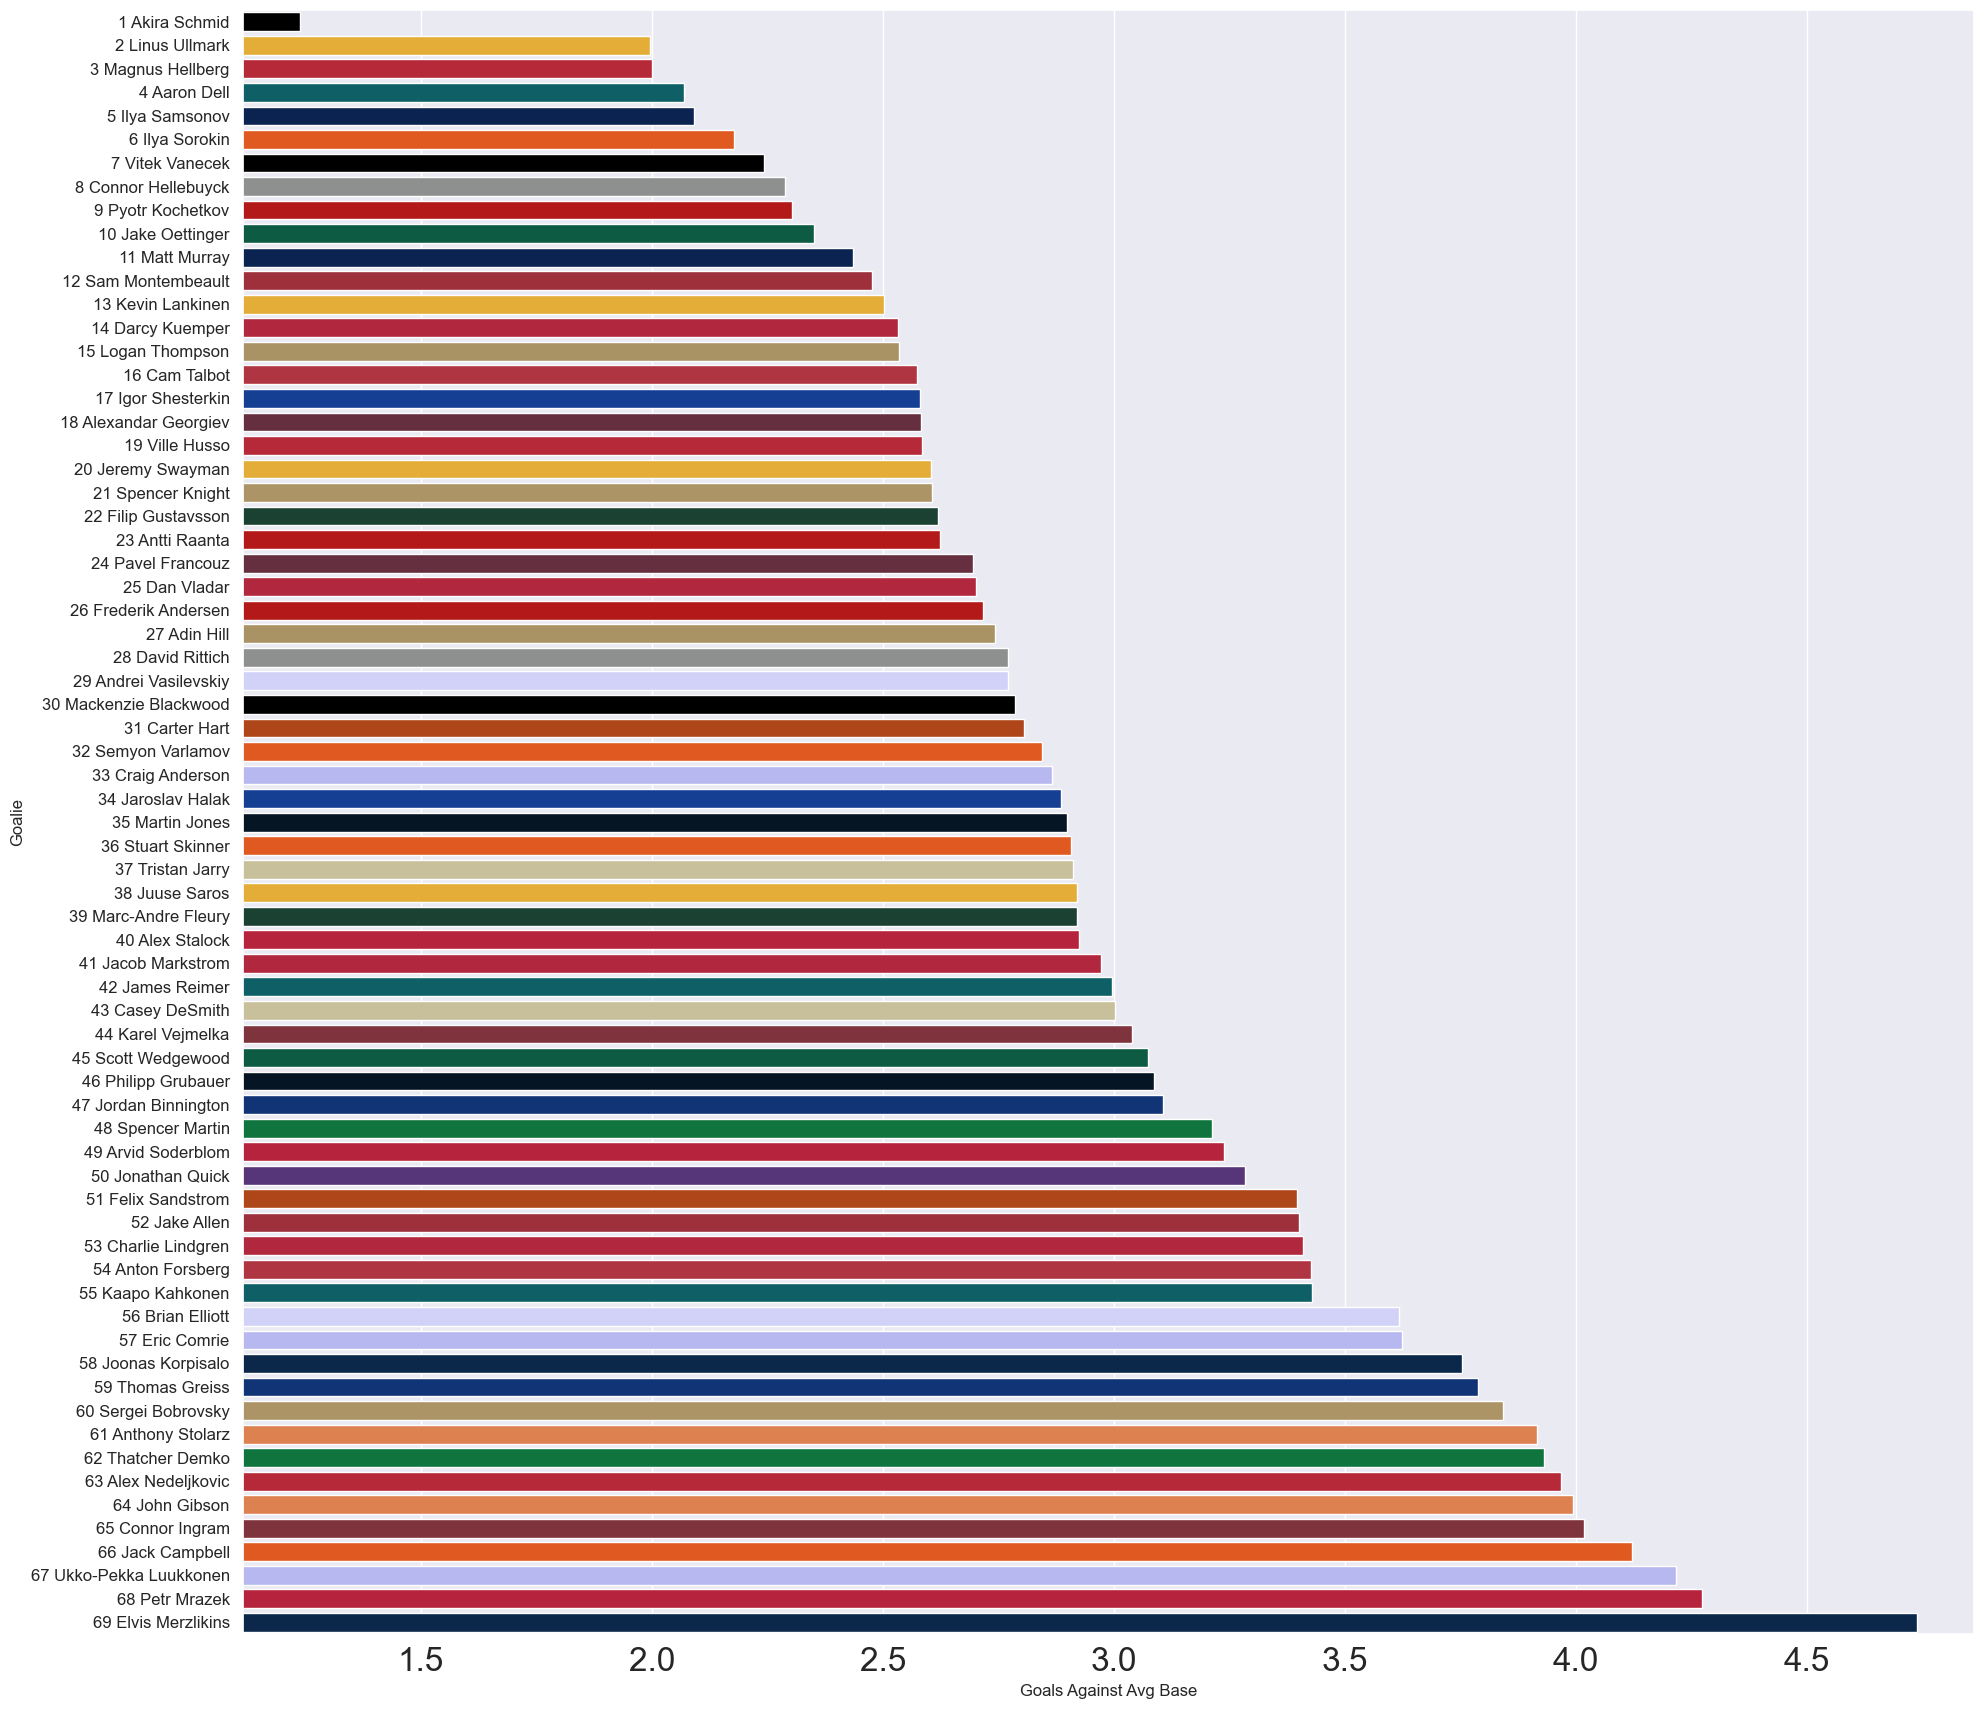 1 Akira Schmid
2 Linus Ullmark
3 Magnus Hellberg
4 Aaron Dell
5 Ilya Samsonov
6 Ilya Sorokin
7 Vitek Vanecek
8 Connor Hellebuyck
9 Pyotr Kochetkov
10 Jake Oettinger
11 Matt Murray
12 Sam Montembeault
13 Kevin Lankinen
14 Darcy Kuemper
15 Logan Thompson
16 Cam Talbot
17 Igor Shesterkin
18 Alexandar Georgiev
19 Ville Husso
20 Jeremy Swayman
21 Spencer Knight
22 Filip Gustavsson
23 Antti Raanta
24 Pavel Francouz
25 Dan Vladar
26 Frederik Andersen
27 Adin Hill
28 David Rittich
29 Andrei Vasilevskiy
30 Mackenzie Blackwood
31 Carter Hart
32 Semyon Varlamov
33 Craig Anderson
34 Jaroslav Halak
35 Martin Jones
36 Stuart Skinner
37 Tristan Jarry
38 Juuse Saros
39 Marc-Andre Fleury
40 Alex Stalock
41 Jacob Markstrom
42 James Reimer
43 Casey DeSmith
44 Karel Vejmelka
45 Scott Wedgewood
46 Philipp Grubauer
47 Jordan Binnington
48 Spencer Martin
49 Arvid Soderblom
50 Jonathan Quick
51 Felix Sandstrom
52 Jake Allen
53 Charlie Lindgren
54 Anton Forsberg
55 Kaapo Kahkonen
56 Brian Elliott
57 Eric Comrie
58 Joonas Korpisalo
59 Thomas Greiss
60 Sergei Bobrovsky
61 Anthony Stolarz
62 Thatcher Demko
63 Alex Nedeljkovic
64 John Gibson
65 Connor Ingram
66 Jack Campbell
67 Ukko-Pekka Luukkonen
68 Petr Mrazek
69 Elvis Merzlikins
Goalie
1.5 2.0 2.5 3.0 3.5 4.0 4.5
Goals Against Avg Base